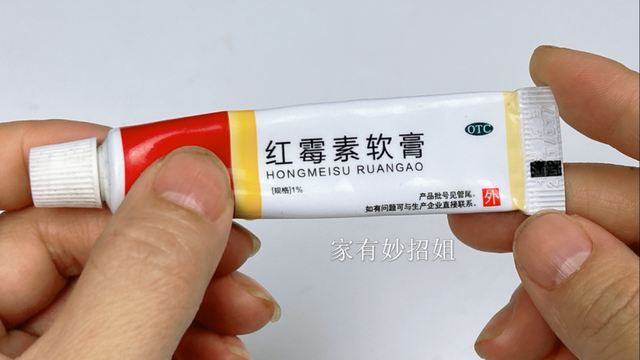 OTC
红霉素软膏
HONGMEISU RUANGAO
[规格]1%
产品批号见管尾。
如有问题可与生产企业直接联系。
外
家有妙招姐